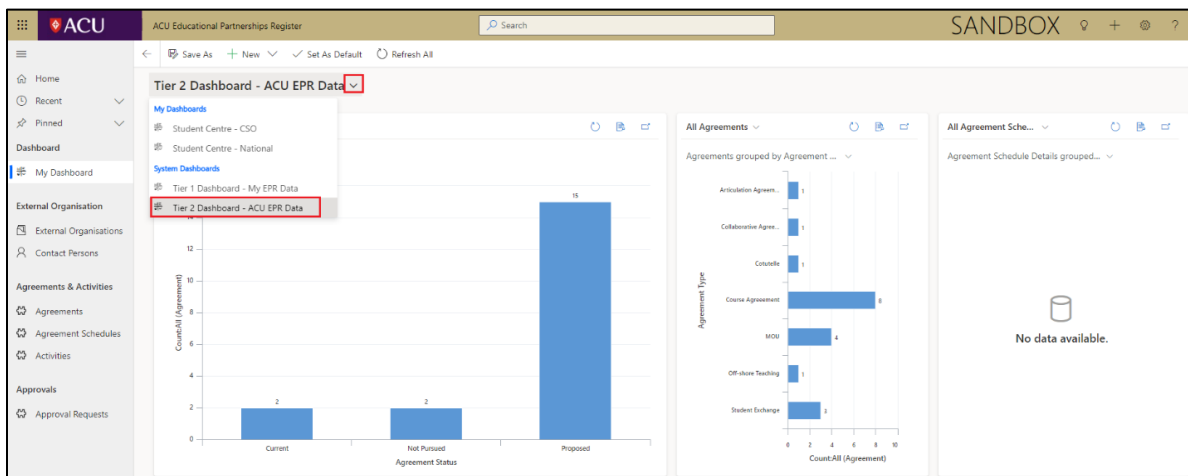 ACU
ACU Educational Partnerships Register
Search
SANDBOX
Save As
New
Set As Default
Refresh All
Home
Recent
Pinned
Dashboard
My Dashboard
External Organisation
External Organisations
Contact Persons
Agreements & Activities
Agreements
Agreement Schedules
Activities
Approvals
Approval Requests
Tier 2 Dashboard - ACU EPR Data
My Dashboards
Student Centre - CSO
Student Centre - National
System Dashboards
Tier 1 Dashboard - My EPR Data
Tier 2 Dashboard - ACU EPR Data
Count:All (Agreement)
12
10
8
6
4
2
0
2
2
15
Current
Not Pursued
Proposed
Agreement Status
All Agreements
Agreements grouped by Agreement ...
Agreement Type
Articulation Agreem...
1
Collaborative Agree...
1
Cotutelle
1
Course Agreement
8
MOU
4
Off-shore Teaching
1
Student Exchange
3
0 2 4 6 8 10
Count:All (Agreement)
All Agreement Sche...
Agreement Schedule Details grouped...
No data available.